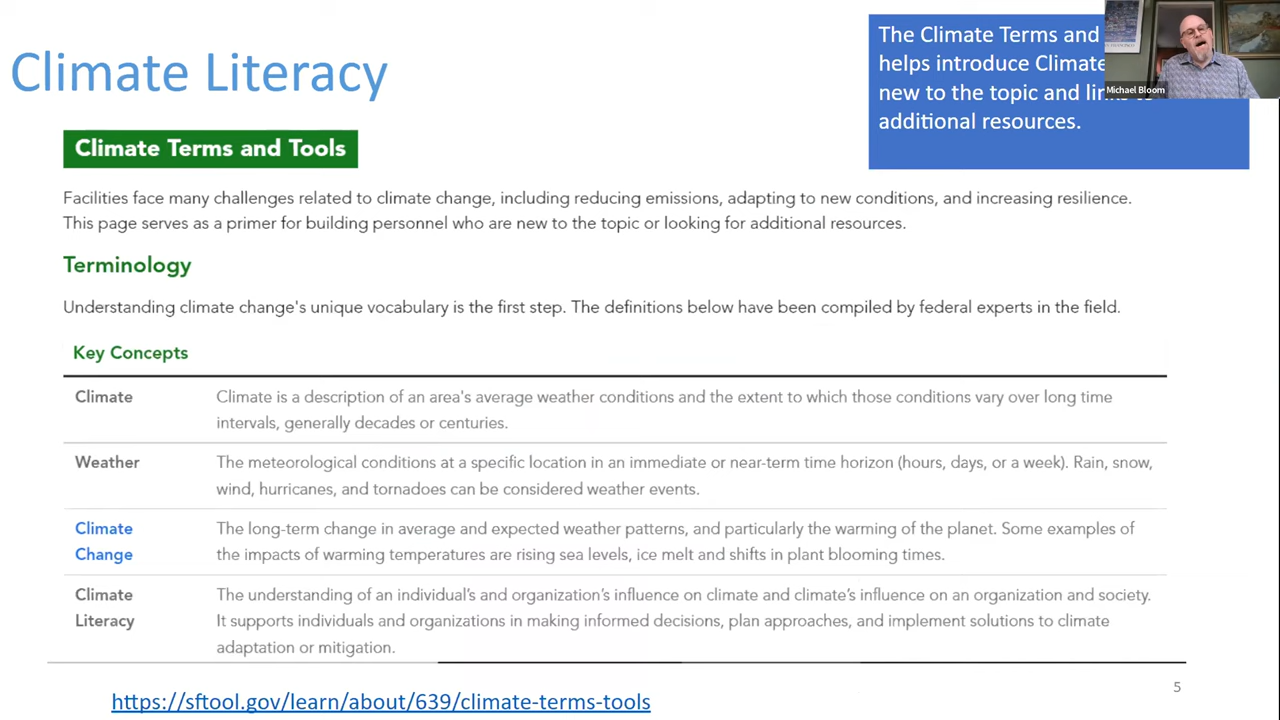 Climate Literacy
The Climate Terms and
helps introduce Climate
new to the topic and
additional resources.
Michael Bloom
Climate Terms and Tools
Facilities face many challenges related to climate change, including reducing emissions, adapting to new conditions, and increasing resilience.
This page serves as a primer for building personnel who are new to the topic or looking for additional resources.
Terminology
Understanding climate change's unique vocabulary is the first step. The definitions below have been compiled by federal experts in the field.
Key Concepts
Climate
Climate is a description of an area's average weather conditions and the extent to which those conditions vary over long time
intervals, generally decades or centuries.
Weather
The meteorological conditions at a specific location in an immediate or near-term time horizon (hours, days, or a week). Rain, snow,
wind, hurricanes, and tornadoes can be considered weather events.
Climate
Change
The long-term change in average and expected weather patterns, and particularly the warming of the planet. Some examples of
the impacts of warming temperatures are rising sea levels, ice melt and shifts in plant blooming times.
Climate
Literacy
The understanding of an individual's and organization's influence on climate and climate's influence on an organization and society.
It supports individuals and organizations in making informed decisions, plan approaches, and implement solutions to climate
adaptation or mitigation.
https://sftool.gov/learn/about/639/climate-terms-tools
5